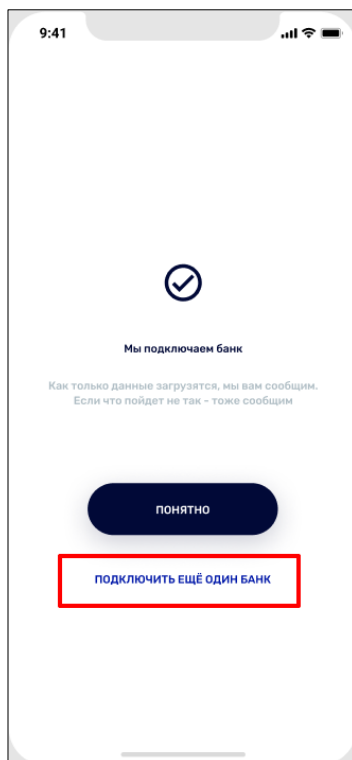 9:41
Мы подключаем банк
Как только данные загрузятся, мы вам сообщим.
Если что пойдет не так - тоже сообщим
ПОНЯТНО
ПОДКЛЮЧИТЬ ЕЩЁ ОДИН БАНК